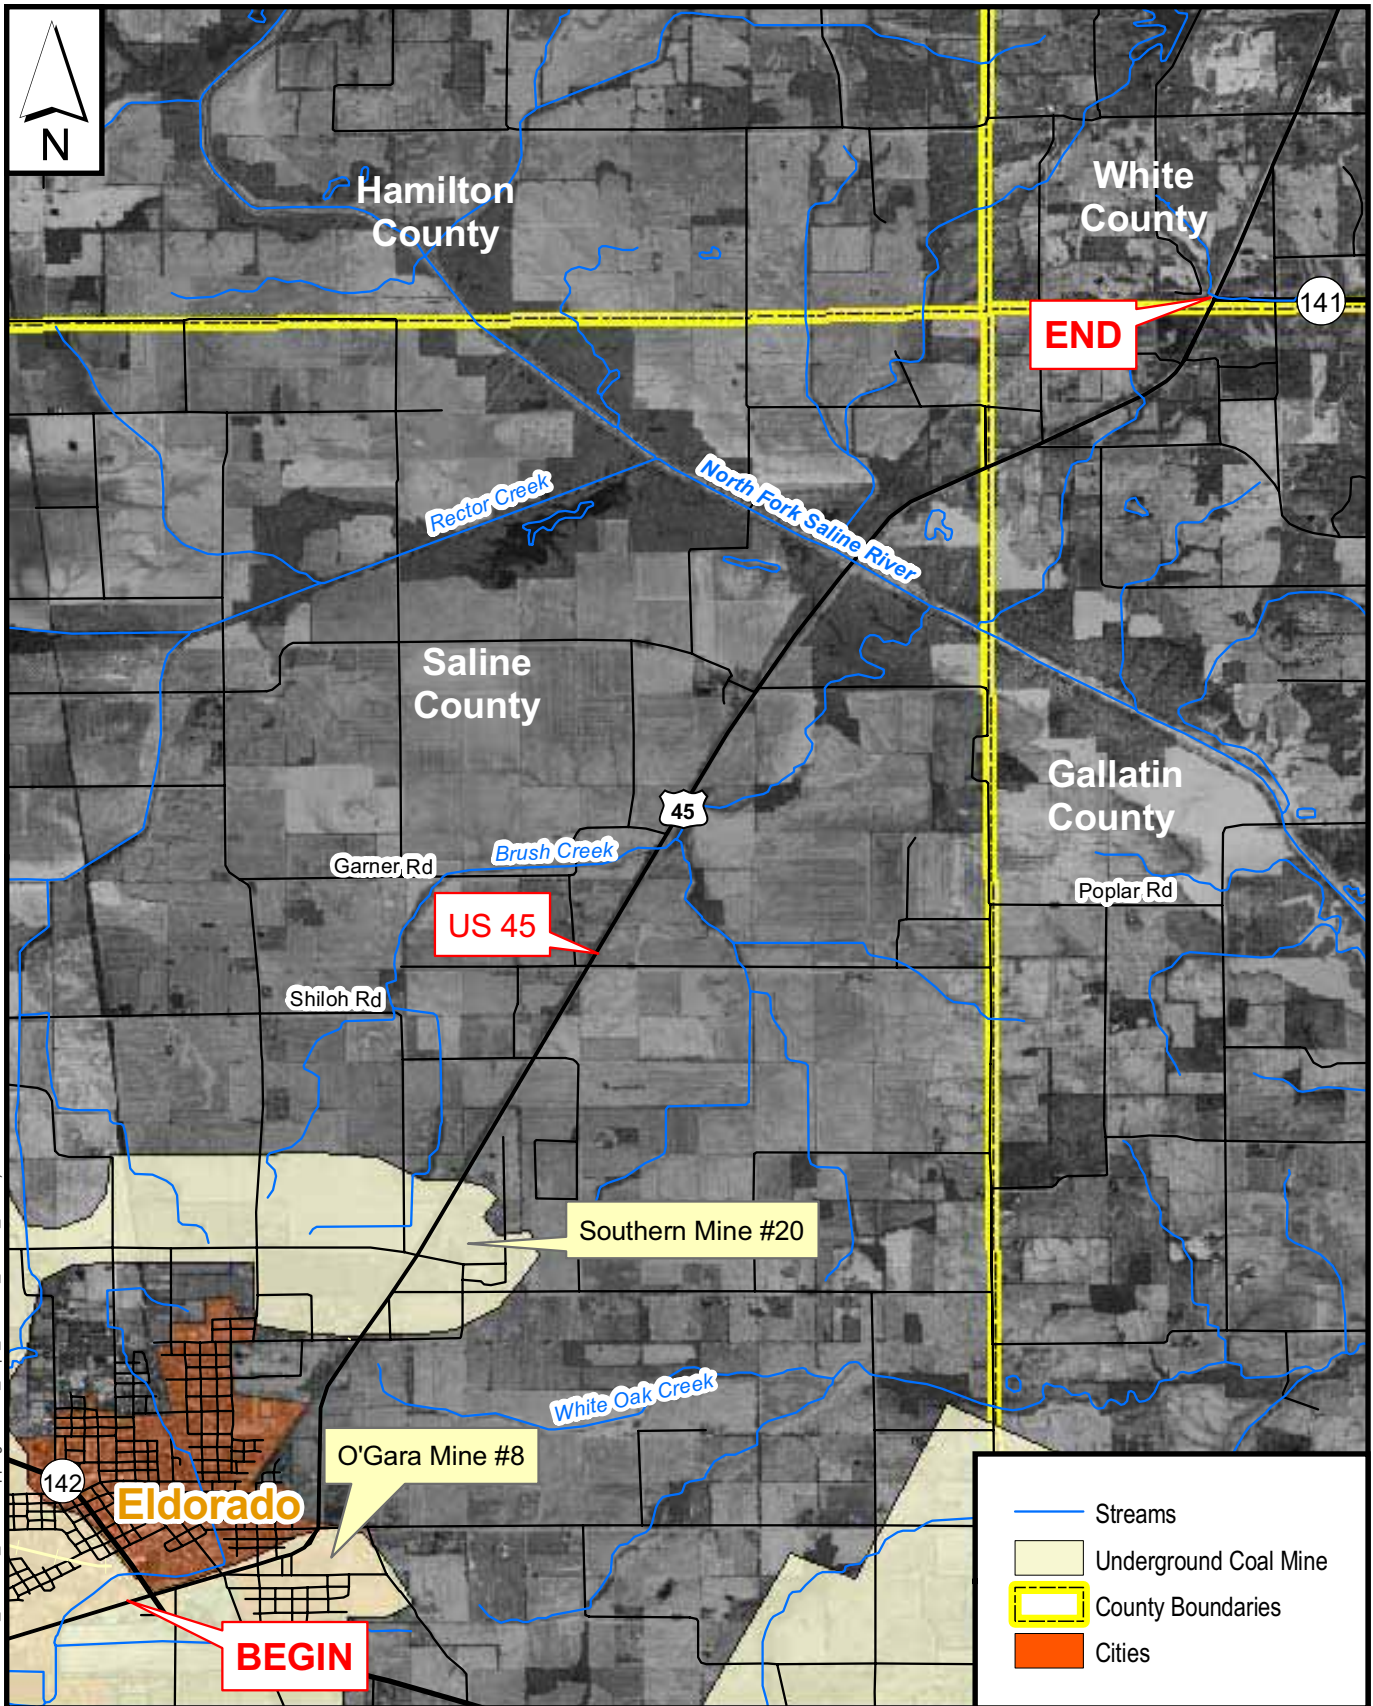 N
Hamilton
County
White
County
141
END
Rector Creek
North Fork Saline River
Saline
County
Gallatin
County
45
Brush Creek
Garner Rd
Poplar Rd
US 45
Shiloh Rd
Southern Mine #20
White Oak Creek
O'Gara Mine #8
142
Eldorado
BEGIN
Streams
Underground Coal Mine
County Boundaries
Cities